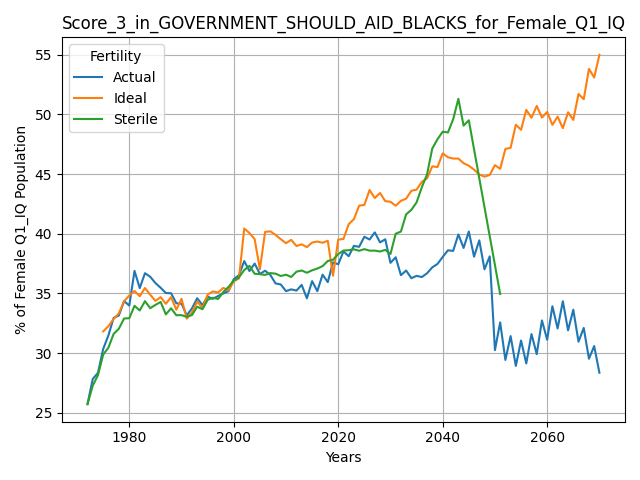 Score_3_in_GOVERNMENT_SHOULD_AID_BLACKS_for_Female_Q1_IQ
Fertility
Actual
Ideal
Sterile
% of Female Q1_IQ Population
55
50
45
40
35
30
25
1980
2000
2020
2040
2060
Years